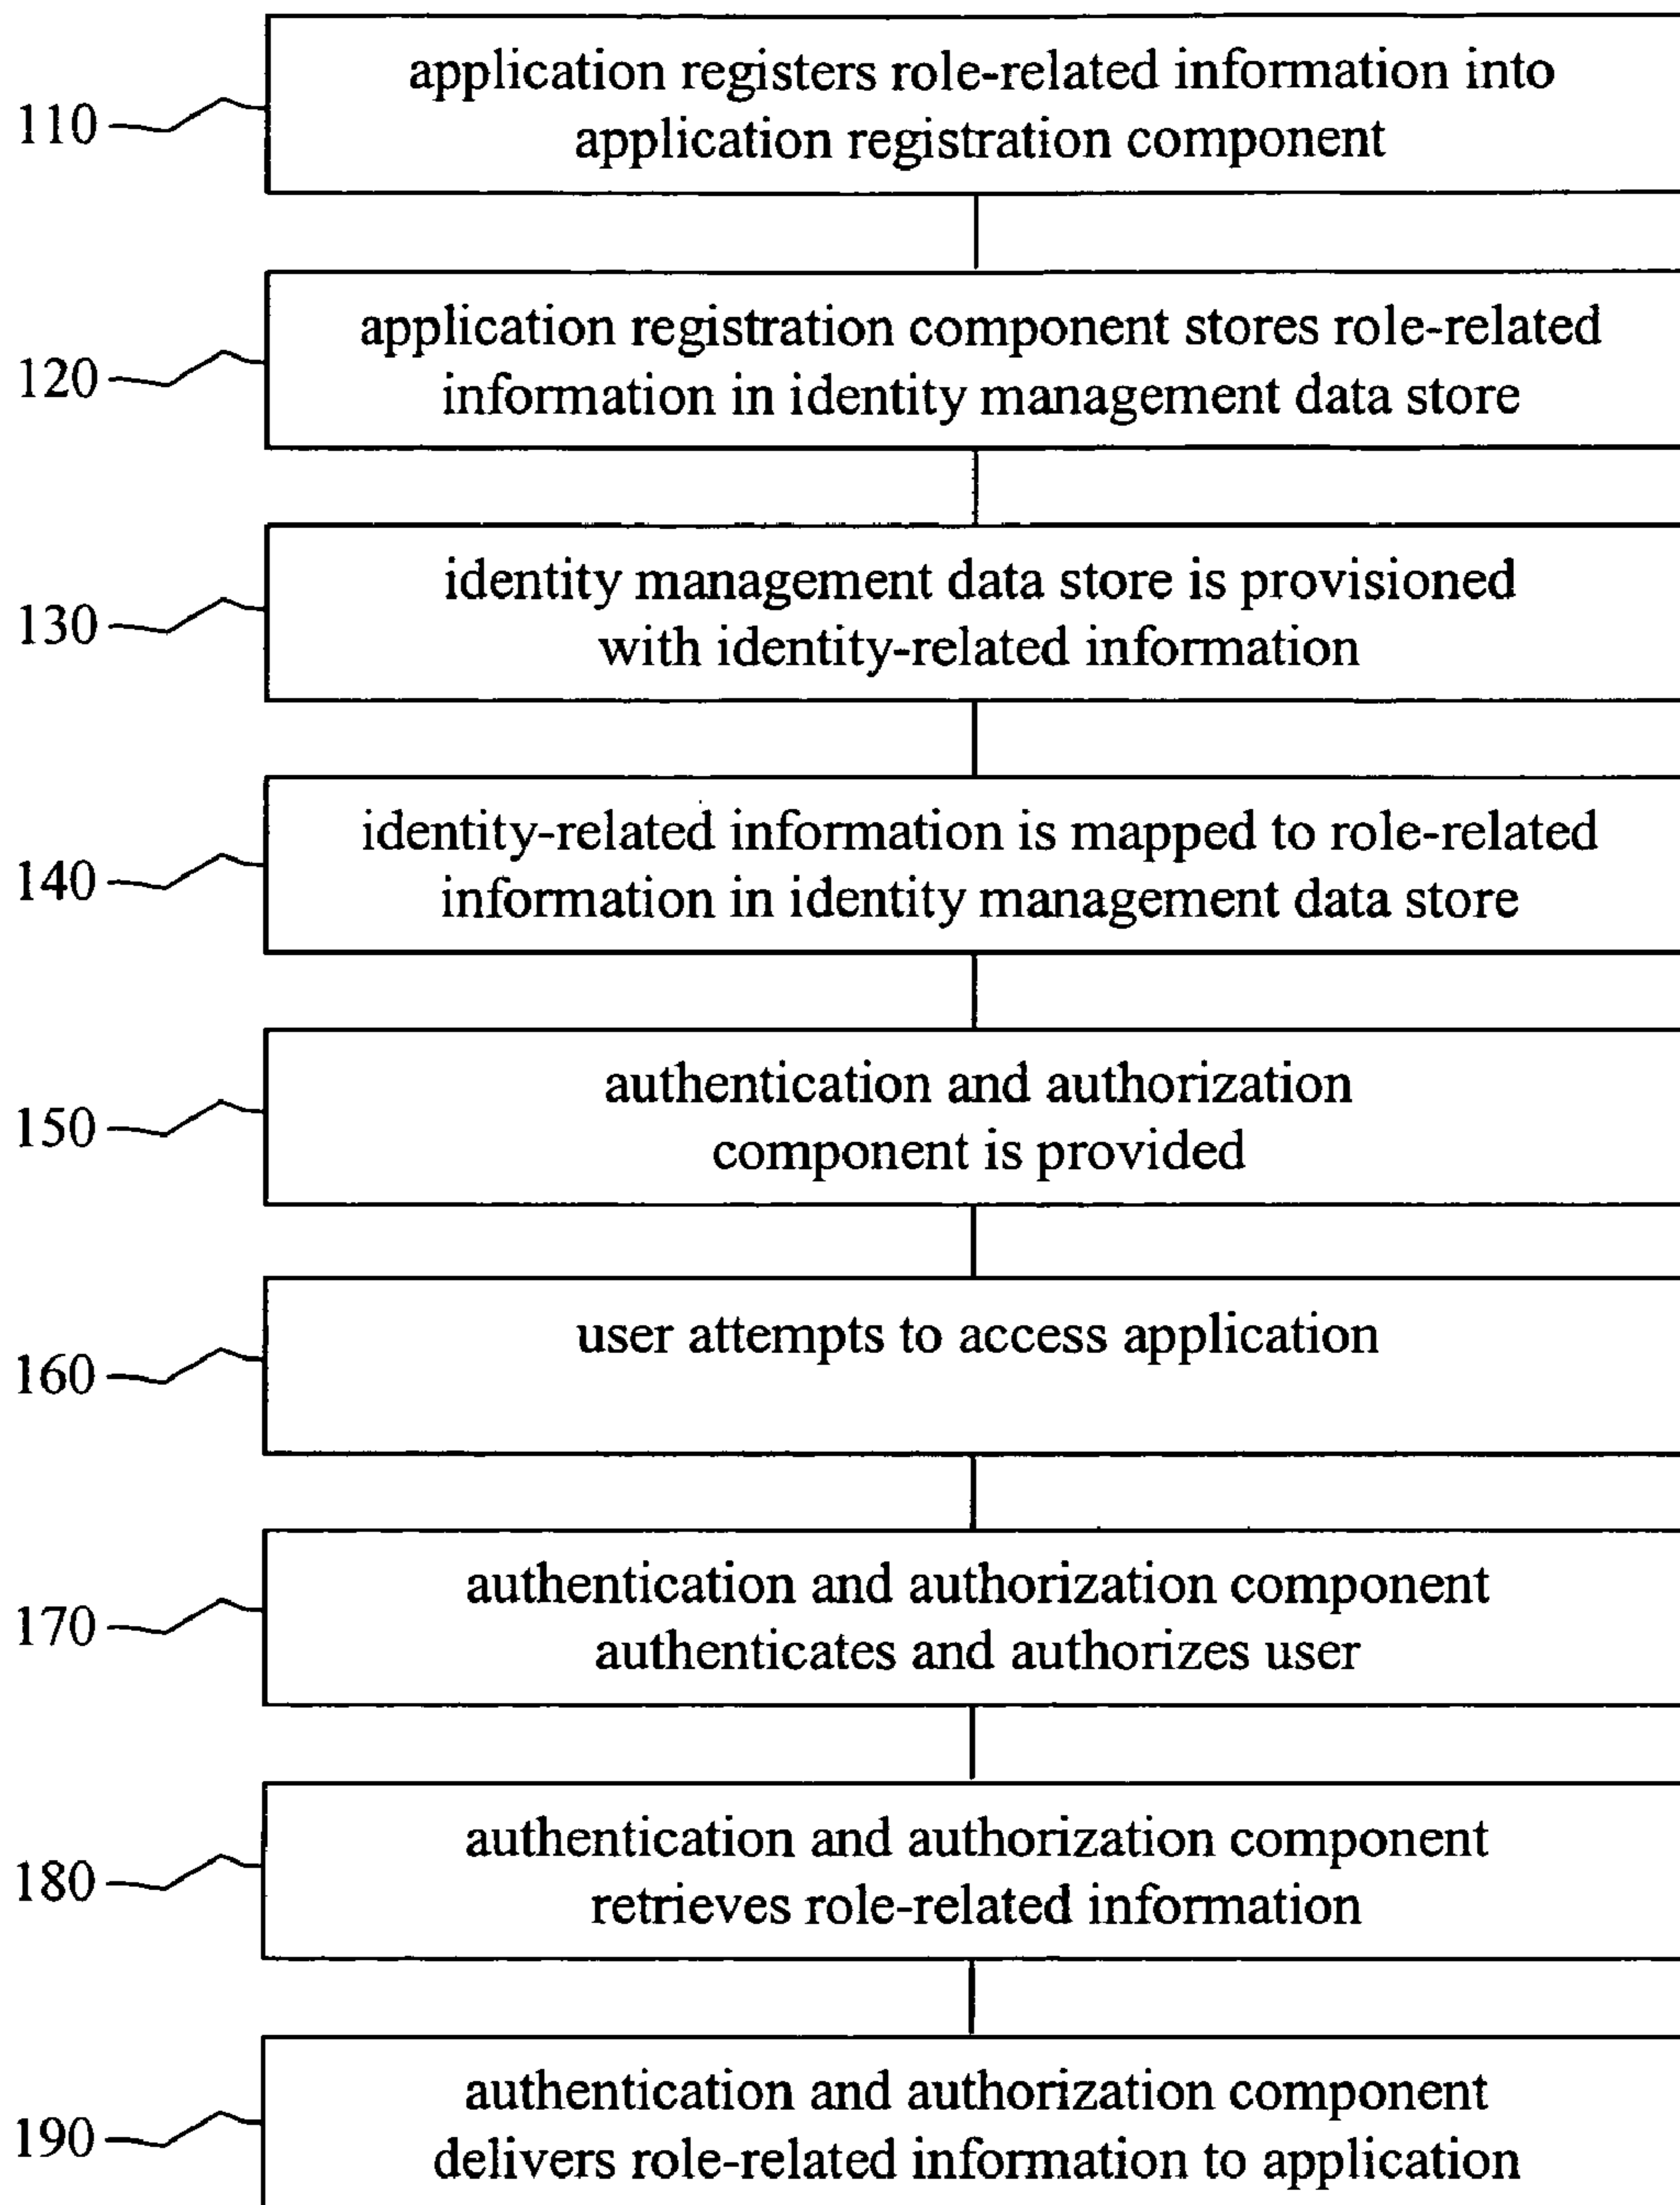 110
application registers role-related information into
application registration component
120
application registration component stores role-related
information in identity management data store
130
identity management data store is provisioned
with identity-related information
140
identity-related information is mapped to role-related
information in identity management data store
150
authentication and authorization
component is provided
160
user attempts to access application
170
authentication and authorization component
authenticates and authorizes user
180
authentication and authorization component
retrieves role-related information
190
authentication and authorization component
delivers role-related information to application